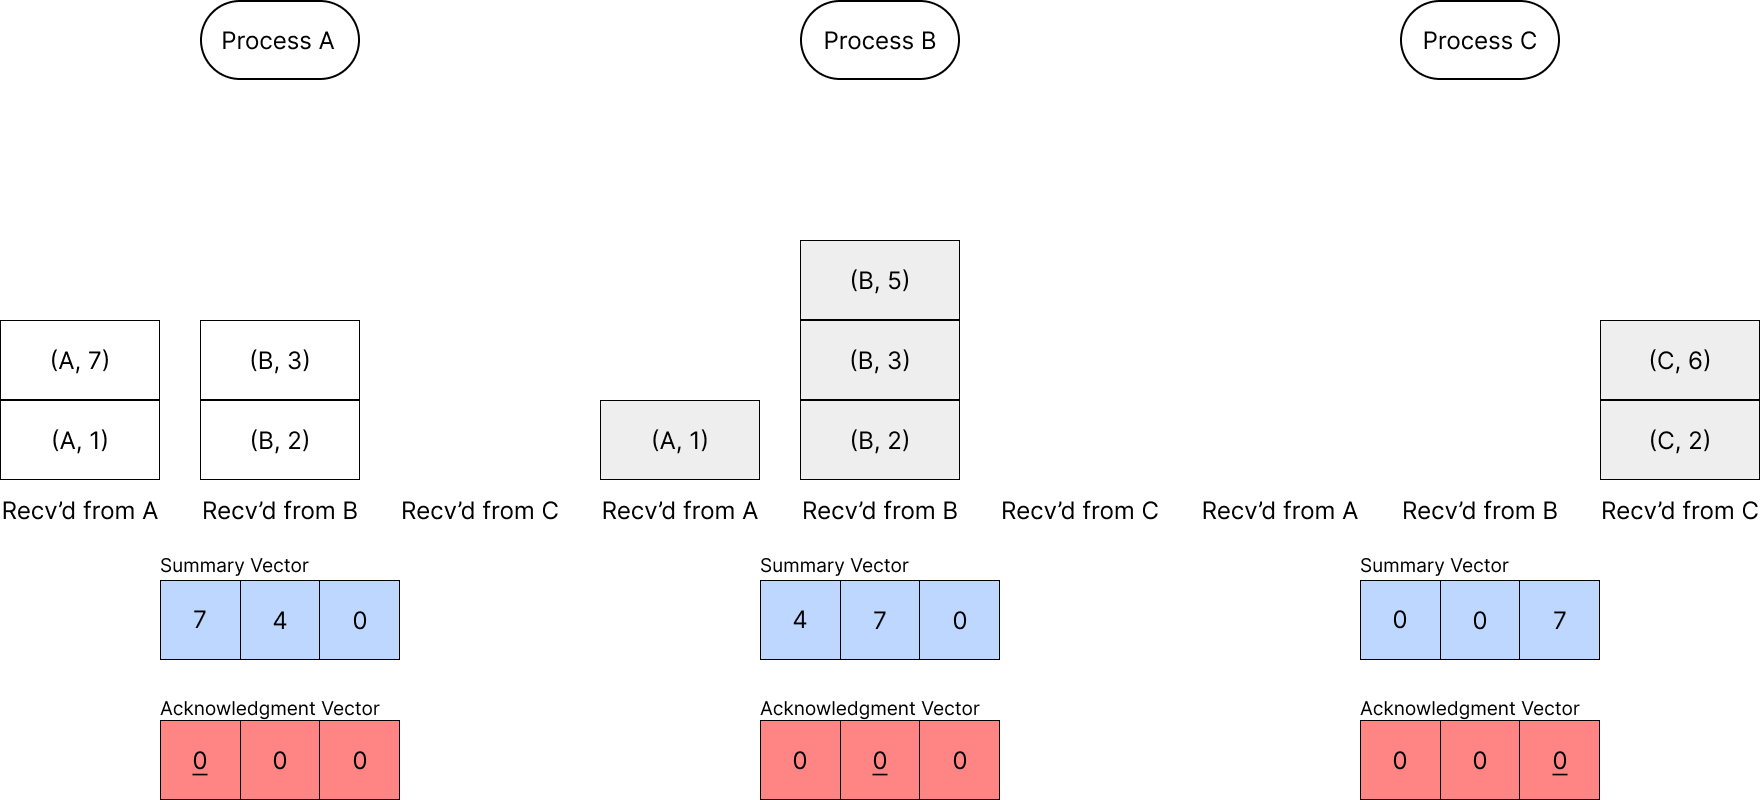 Process A
Process B
Process C
(B, 5)
(A, 7)
(B, 3)
(B, 3)
(C, 6)
(A, 1)
(B, 2)
(A, 1)
(B, 2)
(C, 2)
Recv’d from A
Recv’d from B
Recv’d from C
Recv’d from A
Recv’d from B
Recv’d from C
Recv’d from A
Recv’d from B
Recv’d from C
Summary Vector
Summary Vector
Summary Vector
7 4 0
4 7 0
0 0 7
Acknowledgment Vector
Acknowledgment Vector
Acknowledgment Vector
0 0 0
0 0 0
0 0 0